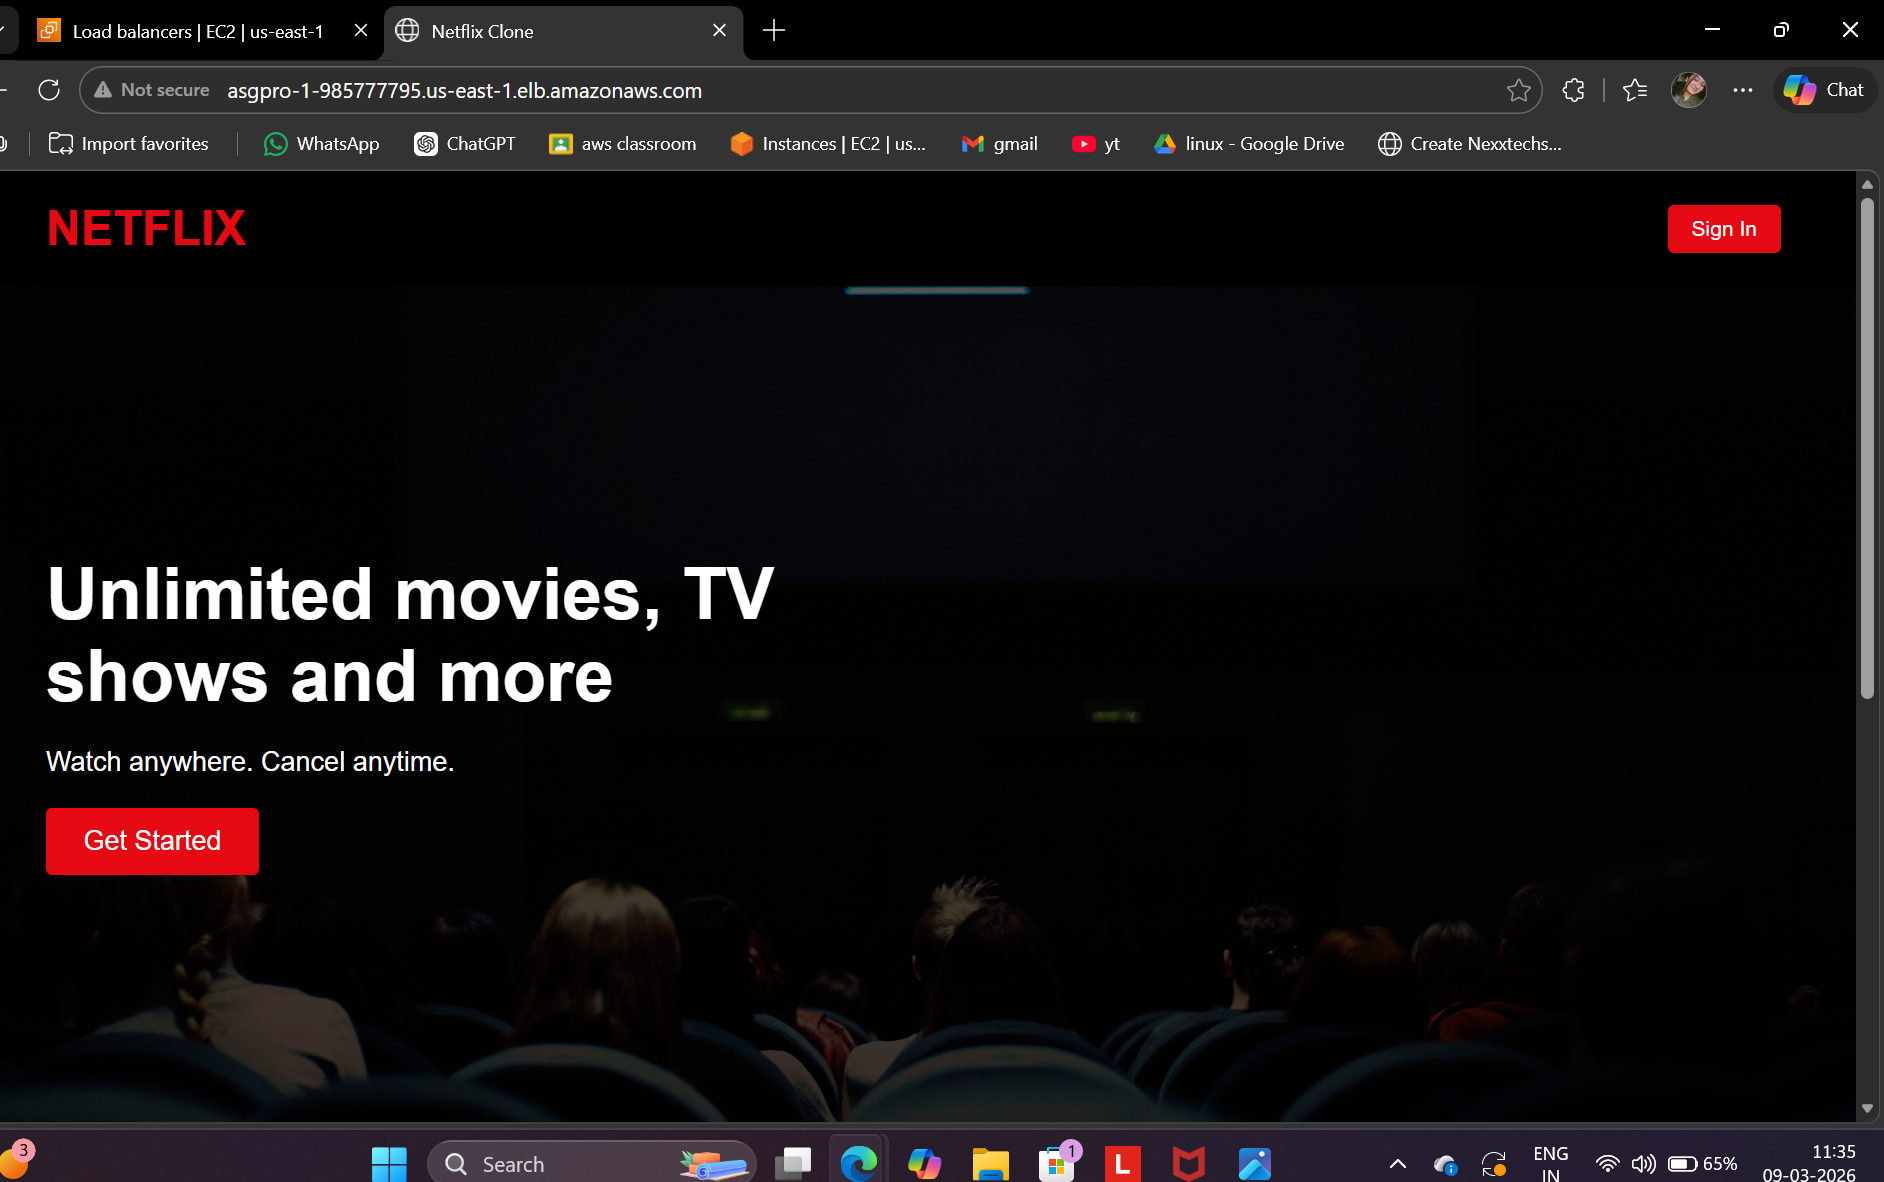 Load balancers | EC2 | us-east-1
Netflix Clone
Not secure
asgpro-1-985777795.us-east-1.elb.amazonaws.com
Chat
Import favorites
WhatsApp
ChatGPT
aws classroom
Instances | EC2 | us...
gmail
yt
linux - Google Drive
Create Nexxtechs...
NETFLIX
Sign In
Unlimited movies, TV
shows and more
Watch anywhere. Cancel anytime.
Get Started
3
Search
1
L
ENG
IN
65%
11:35
09-03-2026